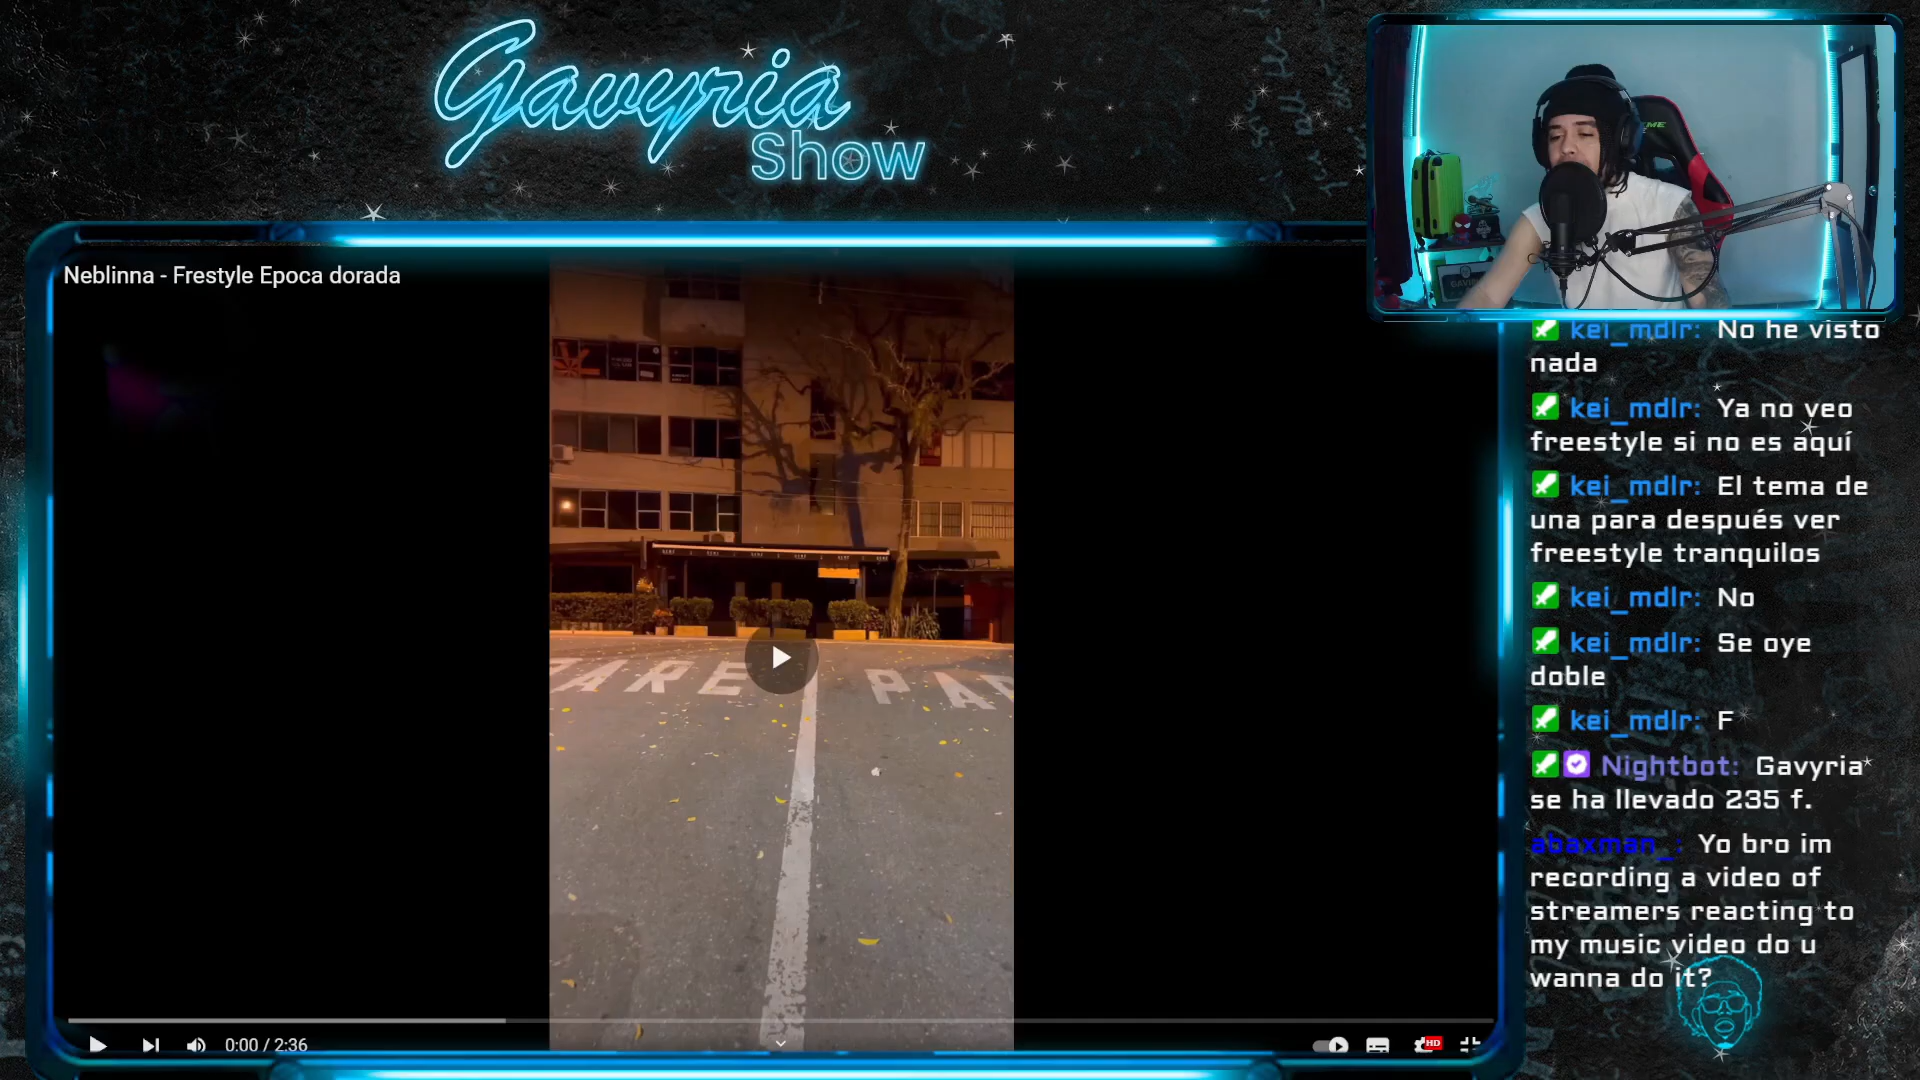 Gavyria
Show
Neblinna - Frestyle Epoca dorada
PARE
PAR
0:00 / 2:36
HD
kei_mdlr: No he visto
nada
kei_mdlr: Ya no veo
freestyle si no es aquí
kei_mdlr: El tema de
una para después ver
freestyle tranquilos
kei_mdlr: No
kei_mdlr: Se oye
doble
kei_mdlr: F
Nightbot: Gavyria
se ha llevado 235 f.
abaxman_: Yo bro im
recording a video of
streamers reacting to
my music video do u
wanna do it?